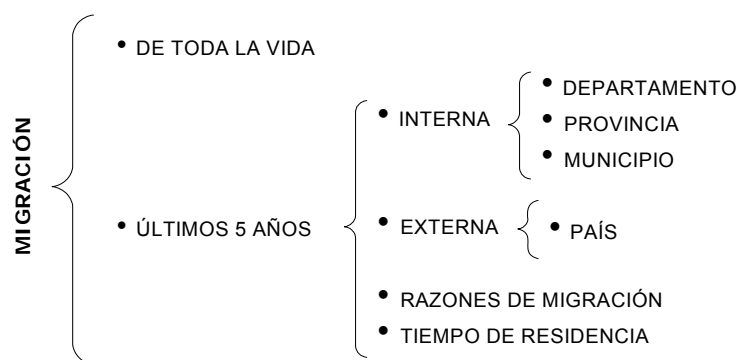 MIGRACIÓN
• DE TODA LA VIDA
• ÚLTIMOS 5 AÑOS
• INTERNA
• DEPARTAMENTO
• PROVINCIA
• MUNICIPIO
• EXTERNA
• PAÍS
• RAZONES DE MIGRACIÓN
• TIEMPO DE RESIDENCIA